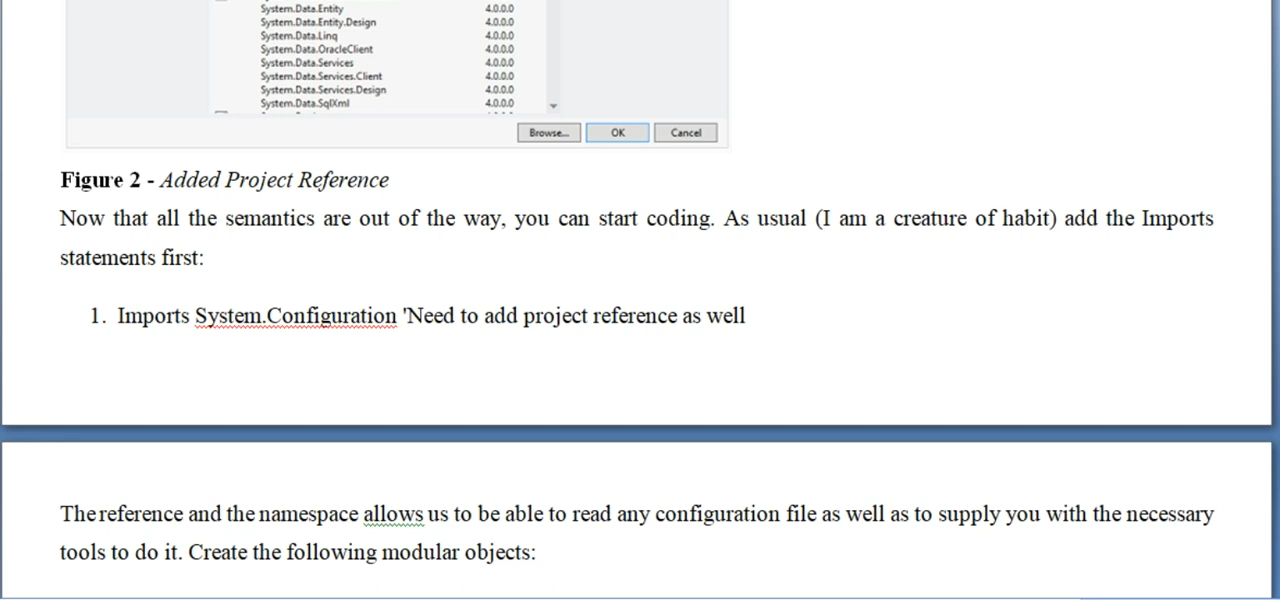 System.Data.Entity 4.0.0.0
System.Data.Entity.Design 4.0.0.0
System.Data.Linq 4.0.0.0
System.Data.OracleClient 4.0.0.0
System.Data.Services 4.0.0.0
System.Data.Services.Client 4.0.0.0
System.Data.Services.Design 4.0.0.0
System.Data.SqlXml 4.0.0.0
Browse... OK Cancel
Figure 2 - Added Project Reference
Now that all the semantics are out of the way, you can start coding. As usual (I am a creature of habit) add the Imports
statements first:
1. Imports System.Configuration 'Need to add project reference as well
The reference and the namespace allows us to be able to read any configuration file as well as to supply you with the necessary
tools to do it. Create the following modular objects: